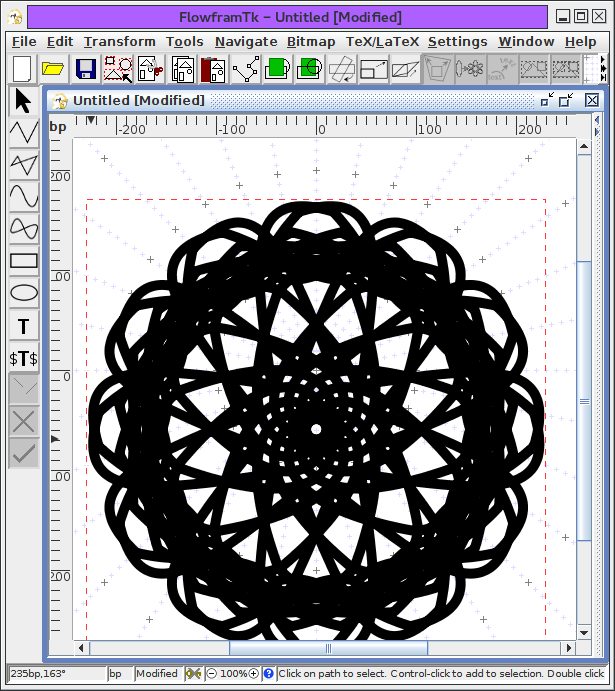 FlowframTk - Untitled [Modified]
File Edit Transform Tools Navigate Bitmap TeX/LaTeX Settings Window Help
Untitled [Modified]
bp -200 -100 0 100 200
200
100
0
100
200
T
$T$
235bp,163° bp Modified 100% ? Click on path to select. Control-click to add to selection. Double click